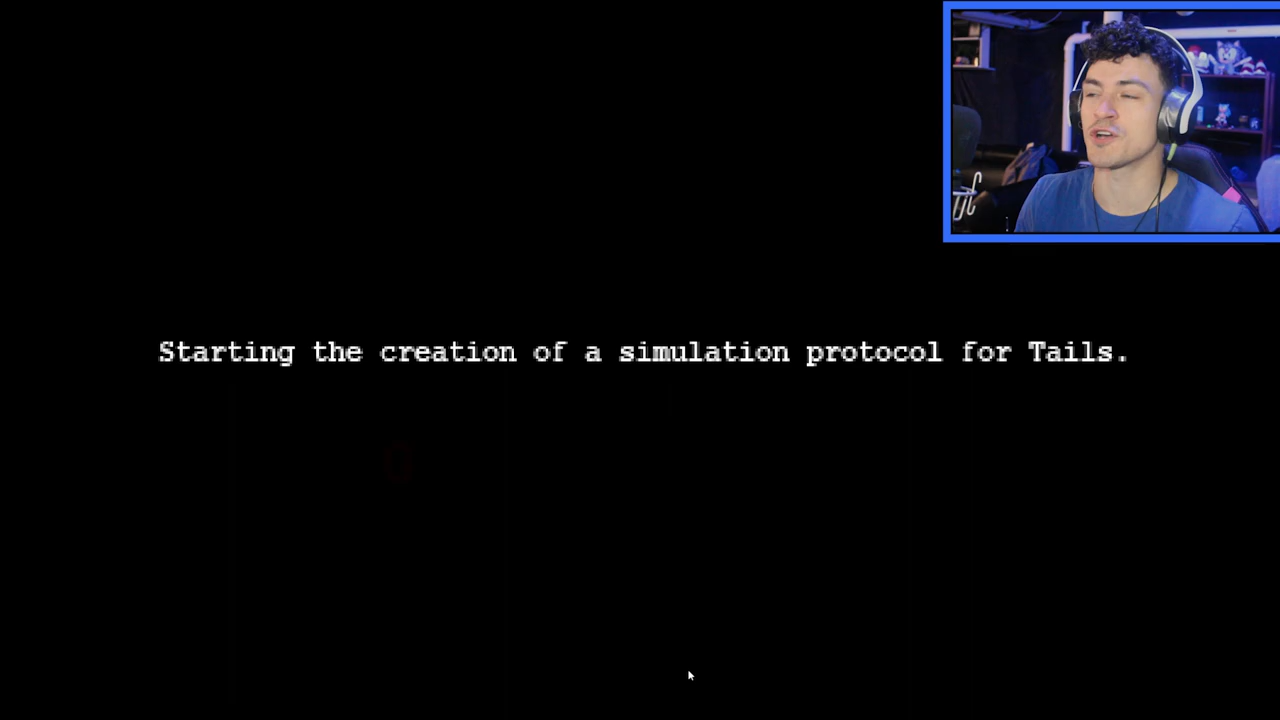 Starting the creation of a simulation protocol for Tails.